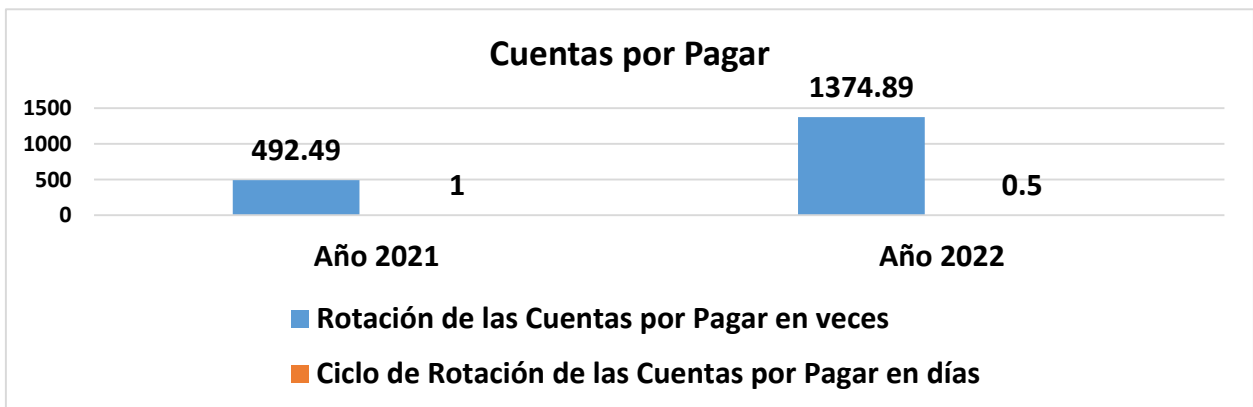 Cuentas por Pagar
1374.89
1500
1000
492.49
500
1
0.5
0
Año 2021
Año 2022
Rotación de las Cuentas por Pagar en veces
Ciclo de Rotación de las Cuentas por Pagar en días